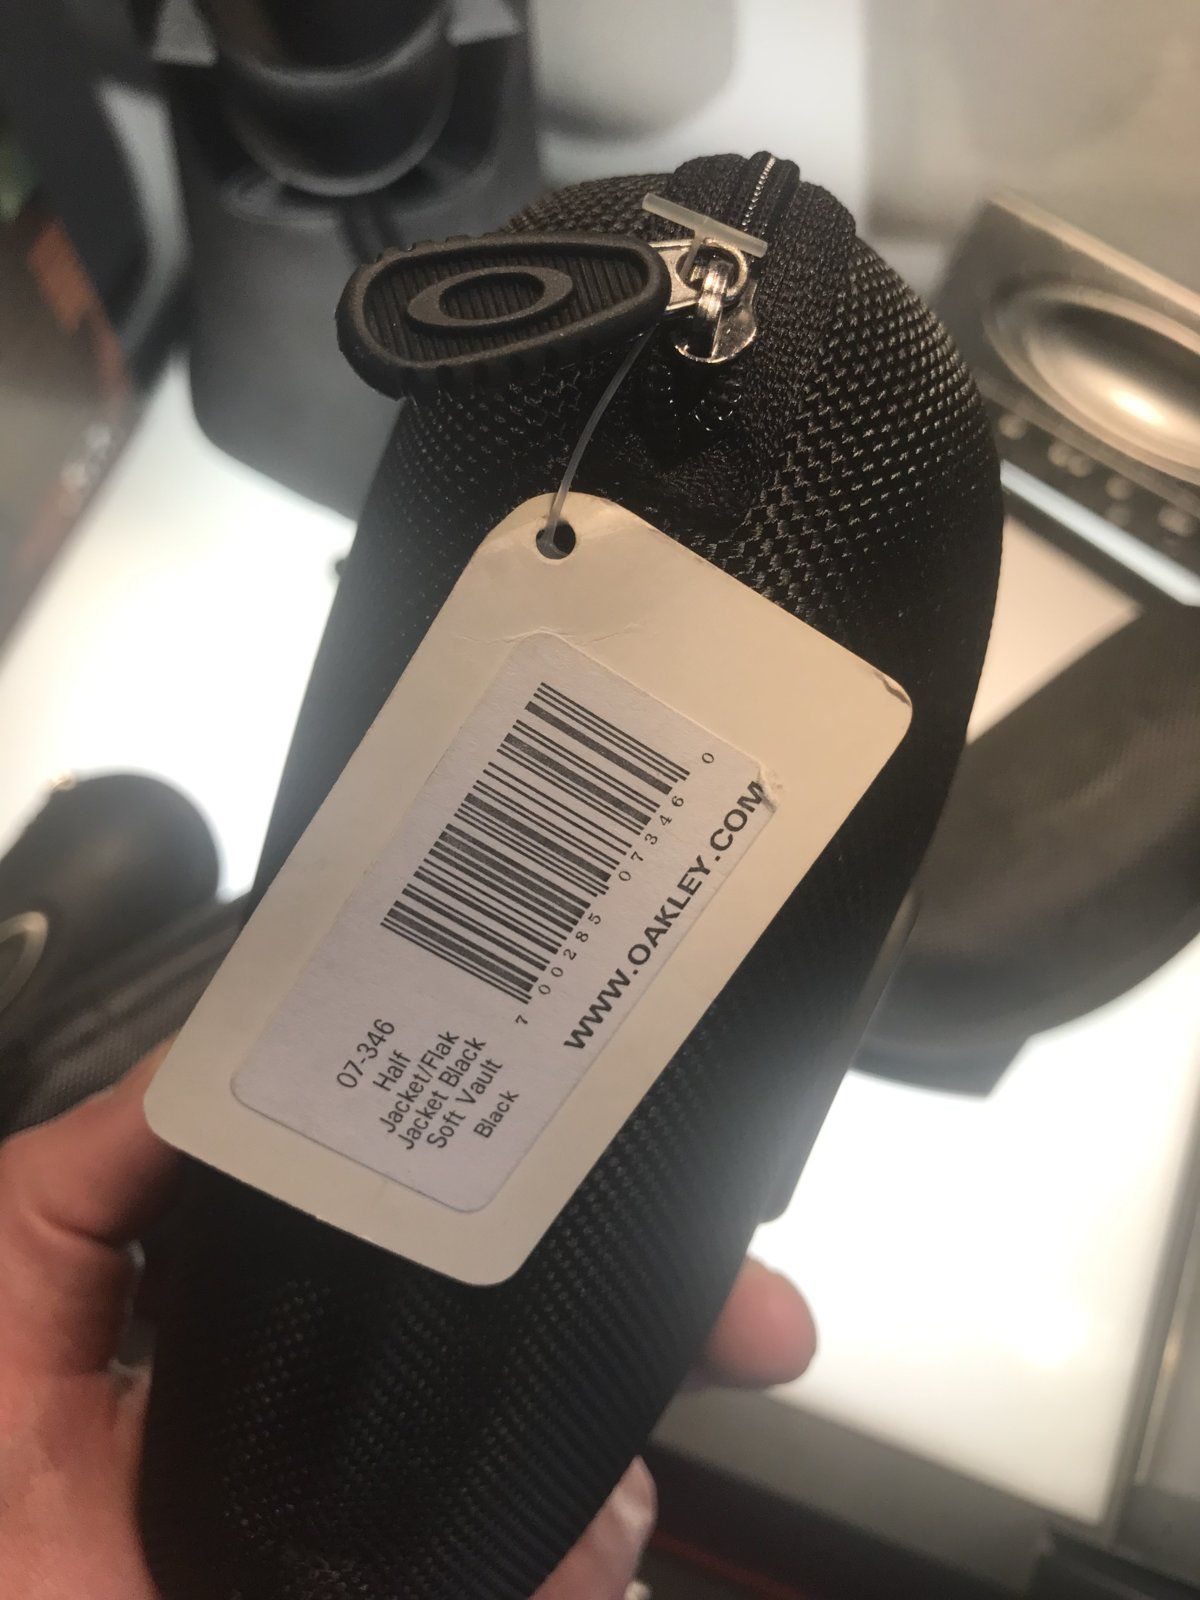 7 00285 07346 0
WWW.OAKLEY.COM
07-346
Half
Jacket/Flak
Jacket Black
Soft Vault
Black